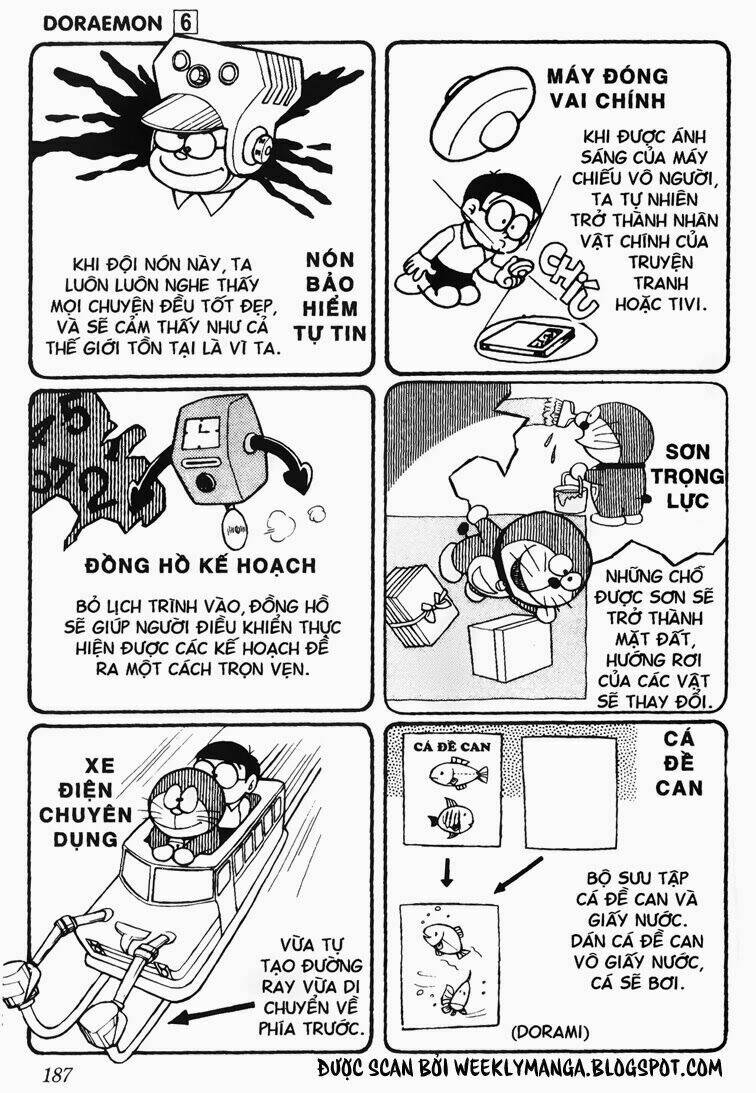 DORAEMON 6
KHI ĐỘI NÓN NÀY, TA
LUÔN LUÔN NGHE THẤY
MỌI CHUYỆN ĐỀU TỐT ĐẸP,
VÀ SẼ CẢM THẤY NHƯ CẢ
THẾ GIỚI TỒN TẠI LÀ VÌ TA.
NÓN
BẢO
HIỂM
TỰ TIN
MÁY ĐÓNG
VAI CHÍNH
KHI ĐƯỢC ÁNH
SÁNG CỦA MÁY
CHIẾU VÔ NGƯỜI,
TA TỰ NHIÊN
TRỞ THÀNH NHÂN
VẬT CHÍNH CỦA
TRUYỆN
TRANH
HOẶC TIVI.
CHÍU
4 5 1
7 2
ĐỒNG HỒ KẾ HOẠCH
BỎ LỊCH TRÌNH VÀO, ĐỒNG HỒ
SẼ GIÚP NGƯỜI ĐIỀU KHIỂN THỰC
HIỆN ĐƯỢC CÁC KẾ HOẠCH ĐỀ
RA MỘT CÁCH TRỌN VẸN.
SƠN
TRỌNG
LỰC
NHỮNG CHỖ
ĐƯỢC SƠN SẼ
TRỞ THÀNH
MẶT ĐẤT,
HƯỚNG RƠI
CỦA CÁC VẬT
SẼ THAY ĐỔI.
XE
ĐIỆN
CHUYÊN
DỤNG
VỪA TỰ
TẠO ĐƯỜNG
RAY VỪA DI
CHUYỂN VỀ
PHÍA TRƯỚC.
CÁ ĐỀ CAN
CÁ
ĐỀ
CAN
BỘ SƯU TẬP
CÁ ĐỀ CAN VÀ
GIẤY NƯỚC.
DÁN CÁ ĐỀ CAN
VÔ GIẤY NƯỚC,
CÁ SẼ BƠI.
(DORAMI)
187
ĐƯỢC SCAN BỞI WEEKLYMANGA.BLOGSPOT.COM